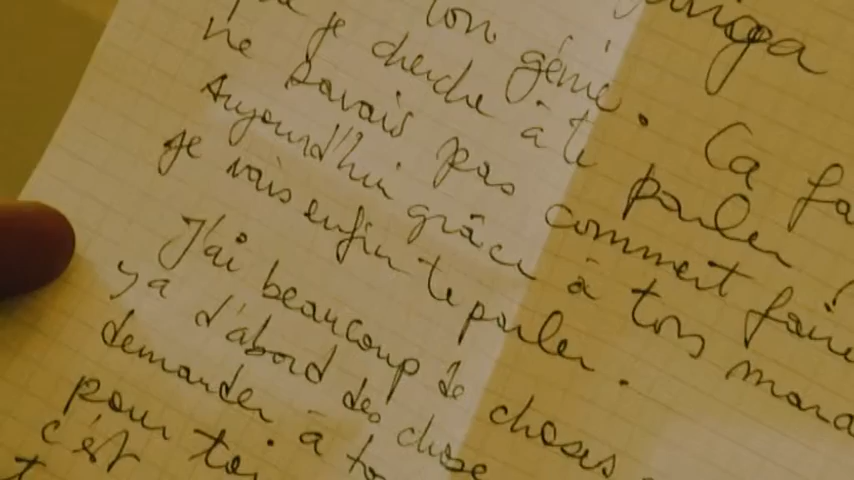 ton génie. Ça fa
je cherche à te parler
ne savais pas comment faire
Aujourd'hui grâce à ton mara
je vais enfin te parler.
J'ai beaucoup de choses
y a d'abord des chose
demander à to
pour toi
c'est